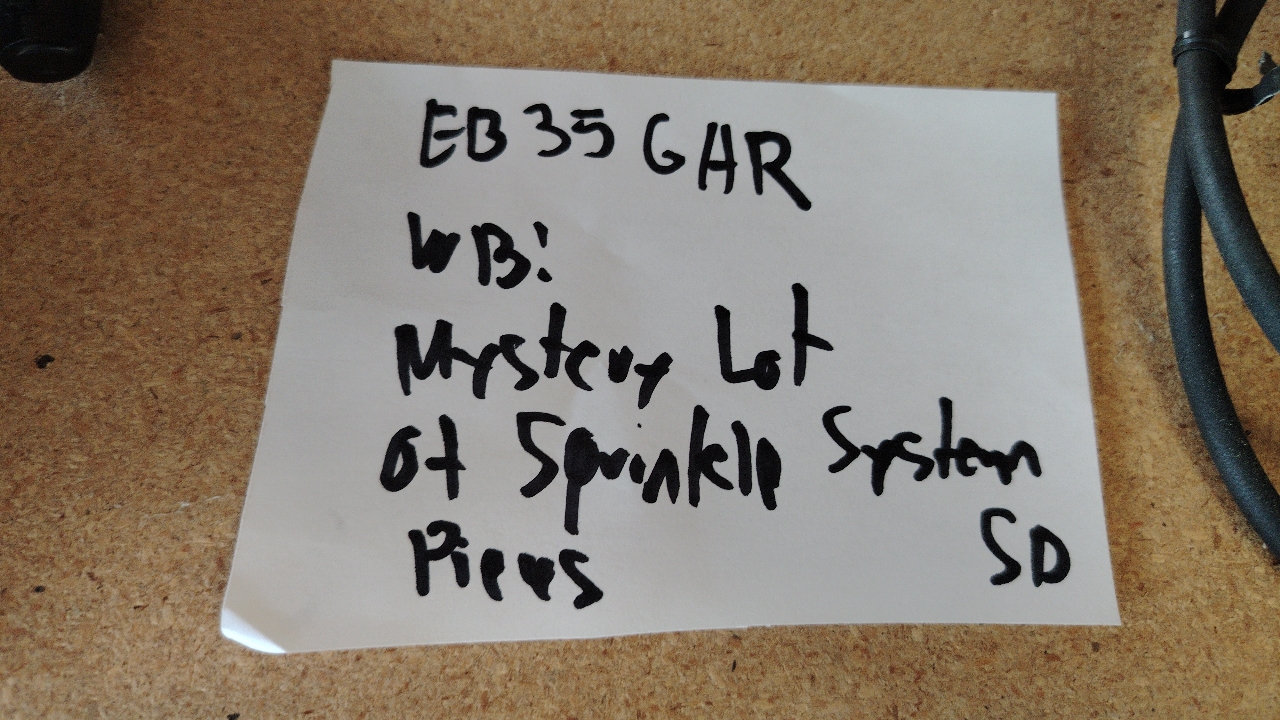 EB 35 GAR
WB:
Mystery Lot
of Sprinkle System
Pieces SD